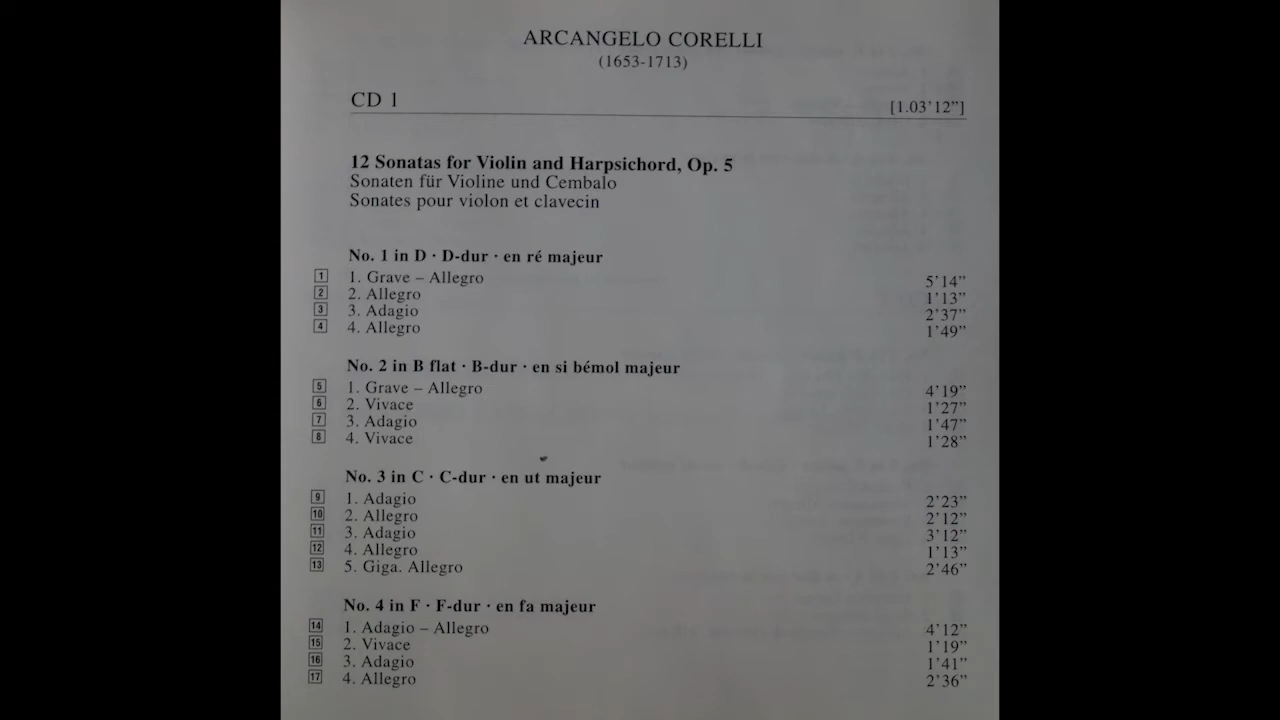 ARCANGELO CORELLI
(1653-1713)
CD 1 [1.03'12”]
12 Sonatas for Violin and Harpsichord, Op. 5
Sonaten für Violine und Cembalo
Sonates pour violon et clavecin
No. 1 in D · D-dur · en ré majeur
1 1. Grave – Allegro 5'14”
2 2. Allegro 1'13”
3 3. Adagio 2'37”
4 4. Allegro 1'49”
No. 2 in B flat · B-dur · en si bémol majeur
5 1. Grave – Allegro 4'19”
6 2. Vivace 1'27”
7 3. Adagio 1'47”
8 4. Vivace 1'28”
No. 3 in C · C-dur · en ut majeur
9 1. Adagio 2'23”
10 2. Allegro 2'12”
11 3. Adagio 3'12”
12 4. Allegro 1'13”
13 5. Giga. Allegro 2'46”
No. 4 in F · F-dur · en fa majeur
14 1. Adagio – Allegro 4'12”
15 2. Vivace 1'19”
16 3. Adagio 1'41”
17 4. Allegro 2'36”